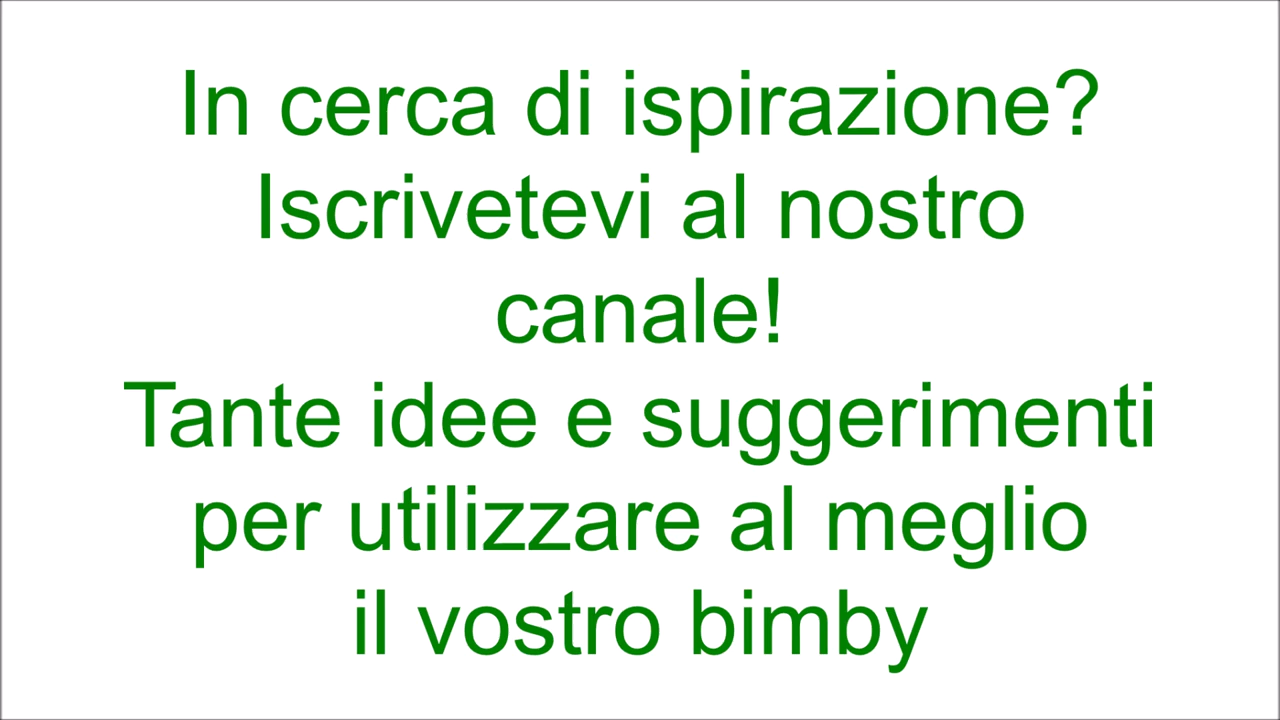 In cerca di ispirazione?
Iscrivetevi al nostro
canale!
Tante idee e suggerimenti
per utilizzare al meglio
il vostro bimby